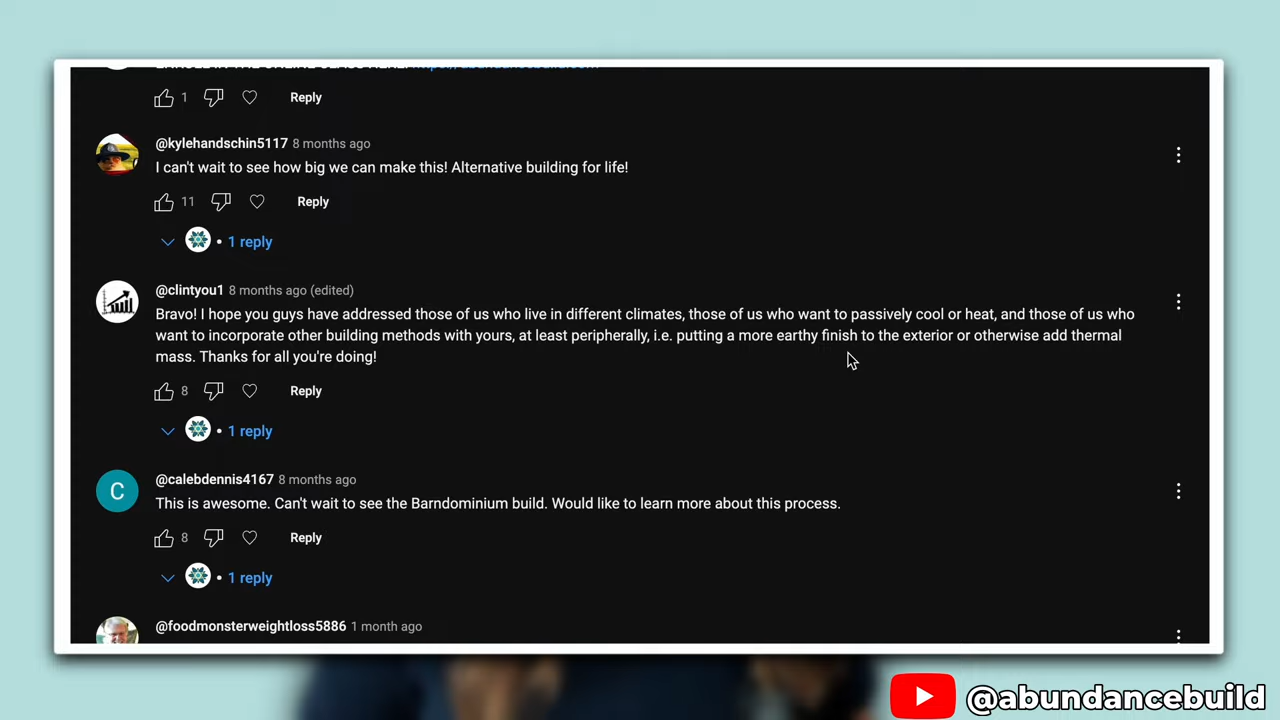 1 Reply
@kylehandschin5117 8 months ago
I can't wait to see how big we can make this! Alternative building for life!
11 Reply
• 1 reply
@clintyou1 8 months ago (edited)
Bravo! I hope you guys have addressed those of us who live in different climates, those of us who want to passively cool or heat, and those of us who
want to incorporate other building methods with yours, at least peripherally, i.e. putting a more earthy finish to the exterior or otherwise add thermal
mass. Thanks for all you're doing!
8 Reply
• 1 reply
C
@calebdennis4167 8 months ago
This is awesome. Can't wait to see the Barndominium build. Would like to learn more about this process.
8 Reply
• 1 reply
@foodmonsterweightloss5886 1 month ago
@abundancebuild